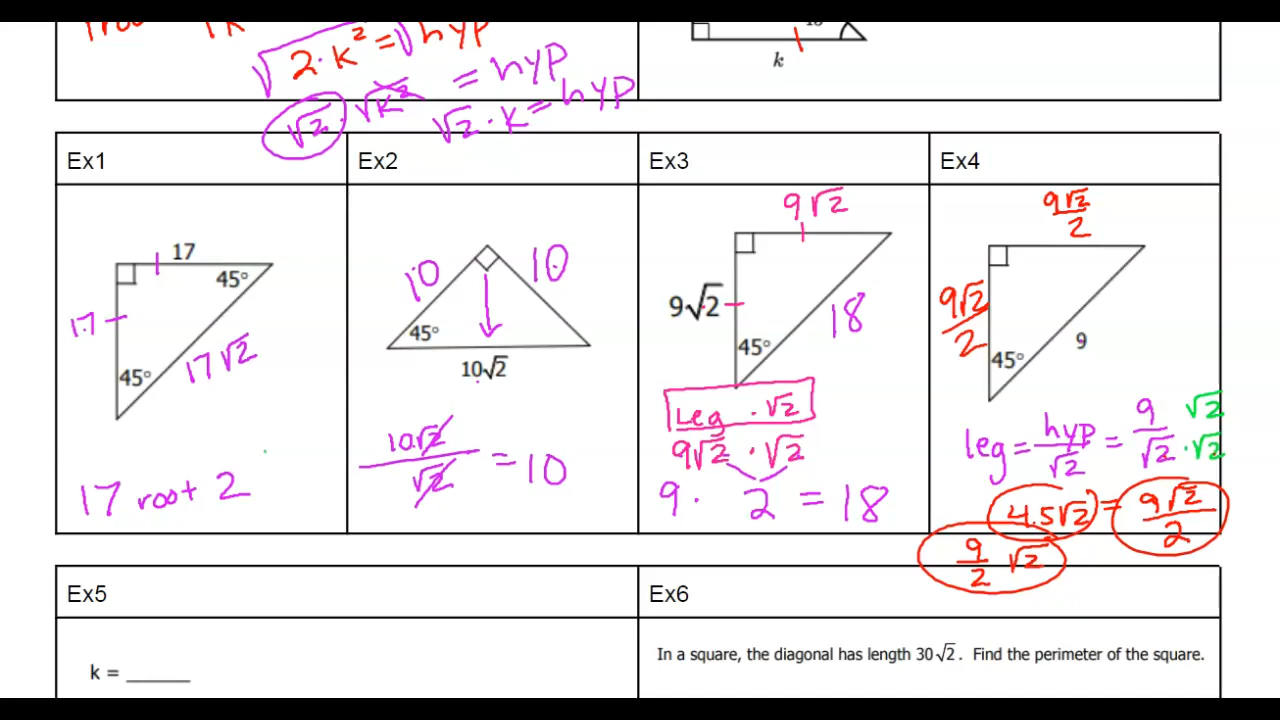 √2·k² = √hyp
√2·√k² = hyp
√2·k = hyp
k
Ex1
Ex2
Ex3
Ex4
17
45°
17
45°
17√2
17 root 2
10
10
45°
10√2
10√2/√2 = 10
9√2
9√2
18
45°
Leg · √2
9√2 · √2
9 · 2 = 18
9√2/2
9√2/2
9
45°
leg = hyp/√2 = 9/√2 · √2/√2
4.5√2 = 9√2/2
9/2 √2
Ex5
Ex6
k = ______
In a square, the diagonal has length 30√2. Find the perimeter of the square.